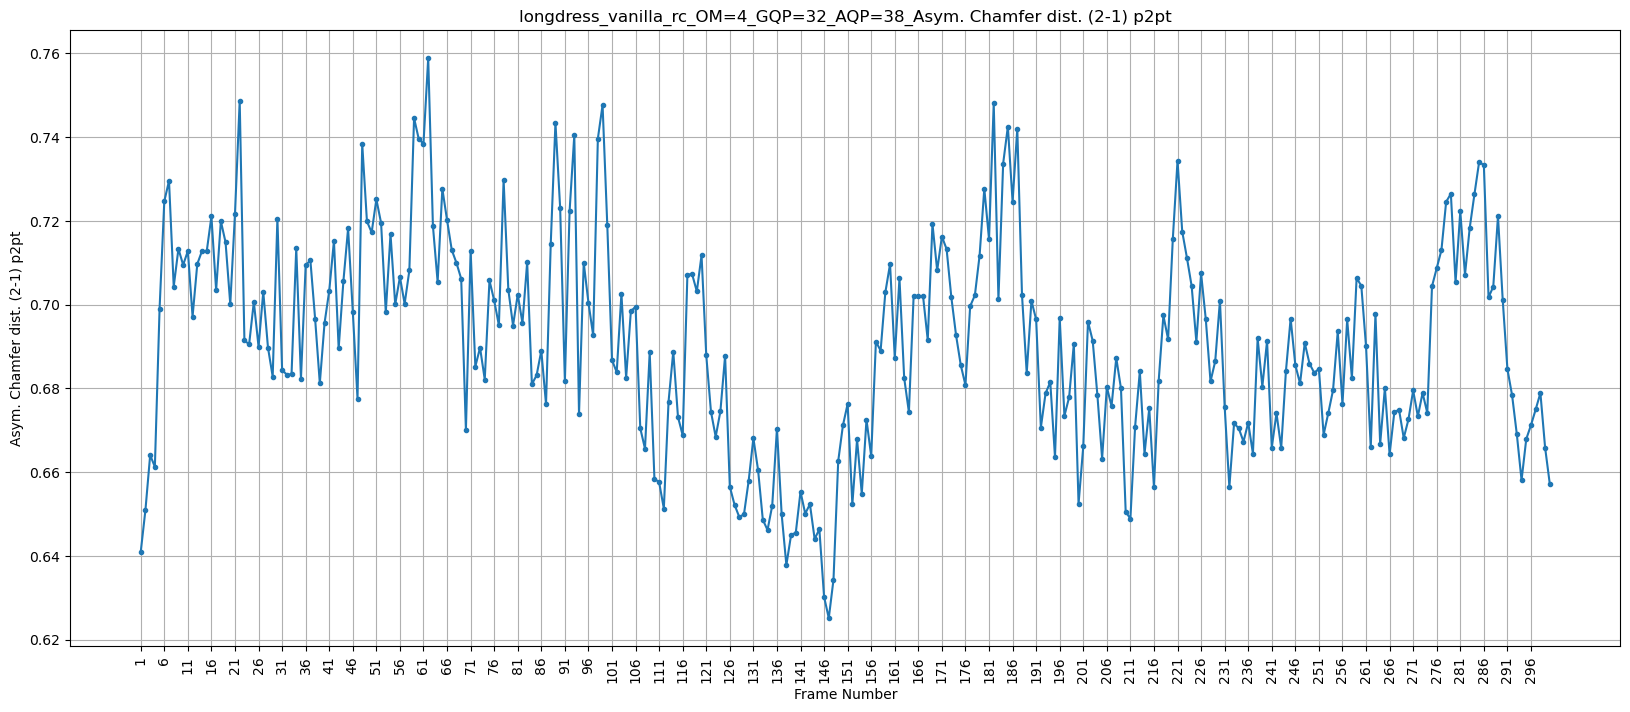 longdress_vanilla_rc_OM=4_GQP=32_AQP=38_Asym. Chamfer dist. (2-1) p2pt
Asym. Chamfer dist. (2-1) p2pt
0.76
0.74
0.72
0.70
0.68
0.66
0.64
0.62
1 6 11 16 21 26 31 36 41 46 51 56 61 66 71 76 81 86 91 96 101 106 111 116 121 126 131 136 141 146 151 156 161 166 171 176 181 186 191 196 201 206 211 216 221 226 231 236 241 246 251 256 261 266 271 276 281 286 291 296
Frame Number